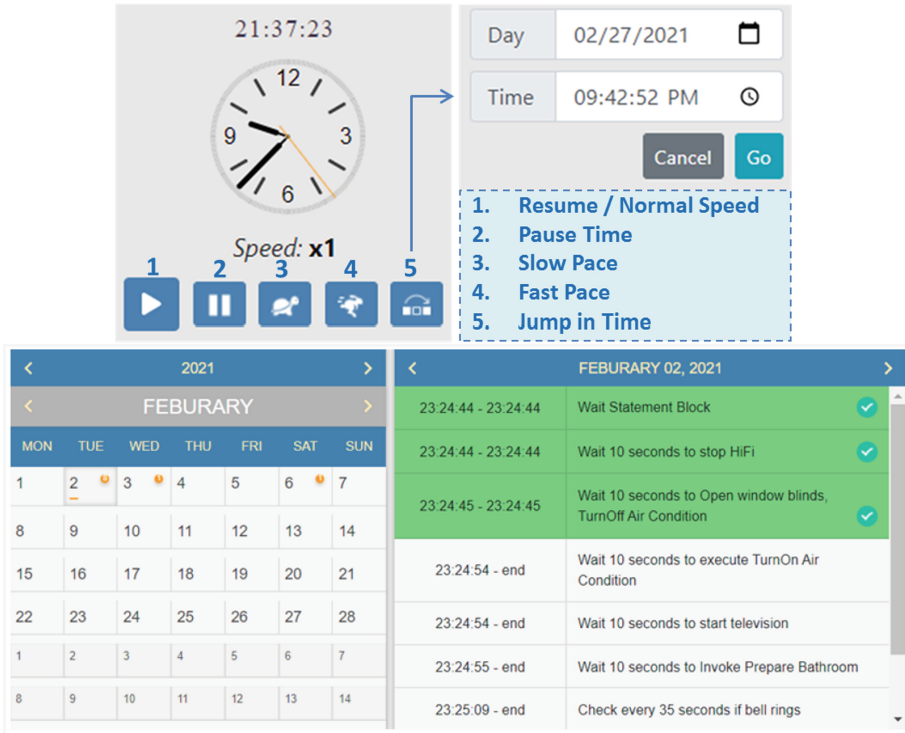 21:37:23
12
9
3
6
Speed: x1
1
2
3
4
5
Day
02/27/2021
Time
09:42:52 PM
Cancel
Go
1. Resume / Normal Speed
2. Pause Time
3. Slow Pace
4. Fast Pace
5. Jump in Time
2021
FEBURARY
MON TUE WED THU FRI SAT SUN
1 2 3 4 5 6 7
8 9 10 11 12 13 14
15 16 17 18 19 20 21
22 23 24 25 26 27 28
1 2 3 4 5 6 7
8 9 10 11 12 13 14
FEBURARY 02, 2021
23:24:44 - 23:24:44 Wait Statement Block
23:24:44 - 23:24:44 Wait 10 seconds to stop HiFi
23:24:45 - 23:24:45 Wait 10 seconds to Open window blinds,
TurnOff Air Condition
23:24:54 - end Wait 10 seconds to execute TurnOn Air
Condition
23:24:54 - end Wait 10 seconds to start television
23:24:55 - end Wait 10 seconds to Invoke Prepare Bathroom
23:25:09 - end Check every 35 seconds if bell rings